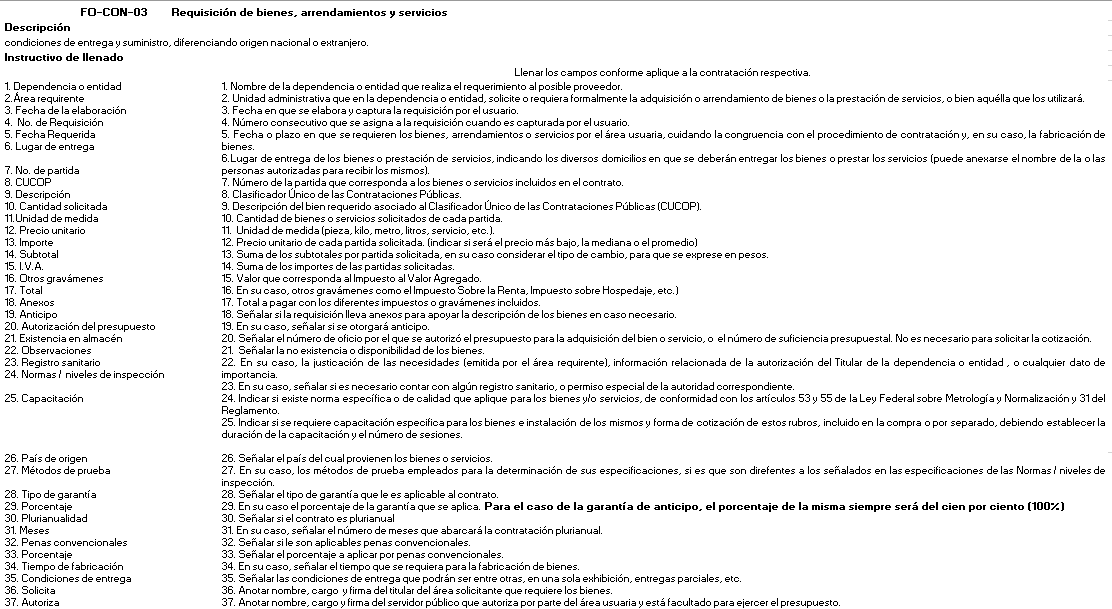 FO-CON-03 Requisición de bienes, arrendamientos y servicios
Descripción
condiciones de entrega y suministro, diferenciando origen nacional o extranjero.
Instructivo de llenado
Llenar los campos conforme aplique a la contratación respectiva.
1. Dependencia o entidad 1. Nombre de la dependencia o entidad que realiza el requerimiento al posible proveedor.
2.Área requirente 2. Unidad administrativa que en la dependencia o entidad, solicite o requiera formalmente la adquisición o arrendamiento de bienes o la prestación de servicios, o bien aquélla que los utilizará.
3. Fecha de la elaboración 3. Fecha en que se elabora y captura la requisición por el usuario.
4. No. de Requisición 4. Número consecutivo que se asigna a la requisición cuando es capturada por el usuario.
5. Fecha Requerida 5. Fecha o plazo en que se requieren los bienes, arrendamientos o servicios por el área usuaria, cuidando la congruencia con el procedimiento de contratación y, en su caso, la fabricación de
6. Lugar de entrega bienes.
6.Lugar de entrega de los bienes o prestación de servicios, indicando los diversos domicilios en que se deberán entregar los bienes o prestar los servicios (puede anexarse el nombre de la o las
7. No. de partida personas autorizadas para recibir los mismos).
8. CUCOP 7. Número de la partida que corresponda a los bienes o servicios incluidos en el contrato.
9. Descripción 8. Clasificador Único de las Contrataciones Públicas.
10. Cantidad solicitada 9. Descripción del bien requerido asociado al Clasificador Único de las Contrataciones Públicas (CUCOP).
11.Unidad de medida 10. Cantidad de bienes o servicios solicitados de cada partida.
12. Precio unitario 11. Unidad de medida (pieza, kilo, metro, litros, servicio, etc.).
13. Importe 12. Precio unitario de cada partida solicitada. (indicar si será el precio más bajo, la mediana o el promedio)
14. Subtotal 13. Suma de los subtotales por partida solicitada, en su caso considerar el tipo de cambio, para que se exprese en pesos.
15. I.V.A. 14. Suma de los importes de las partidas solicitadas.
16. Otros gravámenes 15. Valor que corresponda al Impuesto al Valor Agregado.
17. Total 16. En su caso, otros gravámenes como el Impuesto Sobre la Renta, Impuesto sobre Hospedaje, etc.)
18. Anexos 17. Total a pagar con los diferentes impuestos o gravámenes incluidos.
19. Anticipo 18. Señalar si la requisición lleva anexos para apoyar la descripción de los bienes en caso necesario.
20. Autorización del presupuesto 19. En su caso, señalar si se otorgará anticipo.
21. Existencia en almacén 20. Señalar el número de oficio por el que se autorizó el presupuesto para la adquisición del bien o servicio, o el número de suficiencia presupuestal. No es necesario para solicitar la cotización.
22. Observaciones 21. Señalar la no existencia o disponibilidad de los bienes.
23. Registro sanitario 22. En su caso, la justicación de las necesidades (emitida por el área requirente), información relacionada de la autorización del Titular de la dependencia o entidad , o cualquier dato de
24. Normas / niveles de inspección importancia.
23. En su caso, señalar si es necesario contar con algún registro sanitario, o permiso especial de la autoridad correspondiente.
25. Capacitación 24. Indicar si existe norma específica o de calidad que aplique para los bienes y/o servicios, de conformidad con los artículos 53 y 55 de la Ley Federal sobre Metrología y Normalización y 31 del
Reglamento.
25. Indicar si se requiere capacitación especifica para los bienes e instalación de los mismos y forma de cotización de estos rubros, incluido en la compra o por separado, debiendo establecer la
duración de la capacitación y el número de sesiones.
26. País de origen 26. Señalar el país del cual provienen los bienes o servicios.
27. Métodos de prueba 27. En su caso, los métodos de prueba empleados para la determinación de sus especificaciones, si es que son direfentes a los señalados en las especificaciones de las Normas / niveles de
inspección.
28. Tipo de garantía 28. Señalar el tipo de garantía que le es aplicable al contrato.
29. Porcentaje 29. En su caso el porcentaje de la garantía que se aplica. Para el caso de la garantía de anticipo, el porcentaje de la misma siempre será del cien por ciento (100%)
30. Plurianualidad 30. Señalar si el contrato es plurianual
31. Meses 31. En su caso, señalar el número de meses que abarcará la contratación plurianual.
32. Penas convencionales 32. Señalar si le son aplicables penas convencionales.
33. Porcentaje 33. Señalar el porcentaje a aplicar por penas convencionales.
34. Tiempo de fabricación 34. En su caso, señalar el tiempo que se requiera para la fabricación de bienes.
35. Condiciones de entrega 35. Señalar las condiciones de entrega que podrán ser entre otras, en una sola exhibición, entregas parciales, etc.
36. Solicita 36. Anotar nombre, cargo y firma del titular del área solicitante que requiere los bienes.
37. Autoriza 37. Anotar nombre, cargo y firma del servidor público que autoriza por parte del área usuaria y está facultado para ejercer el presupuesto.